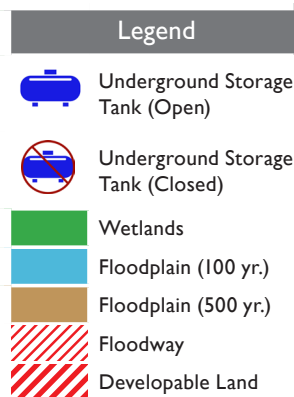 Legend
Underground Storage
Tank (Open)
Underground Storage
Tank (Closed)
Wetlands
Floodplain (100 yr.)
Floodplain (500 yr.)
Floodway
Developable Land